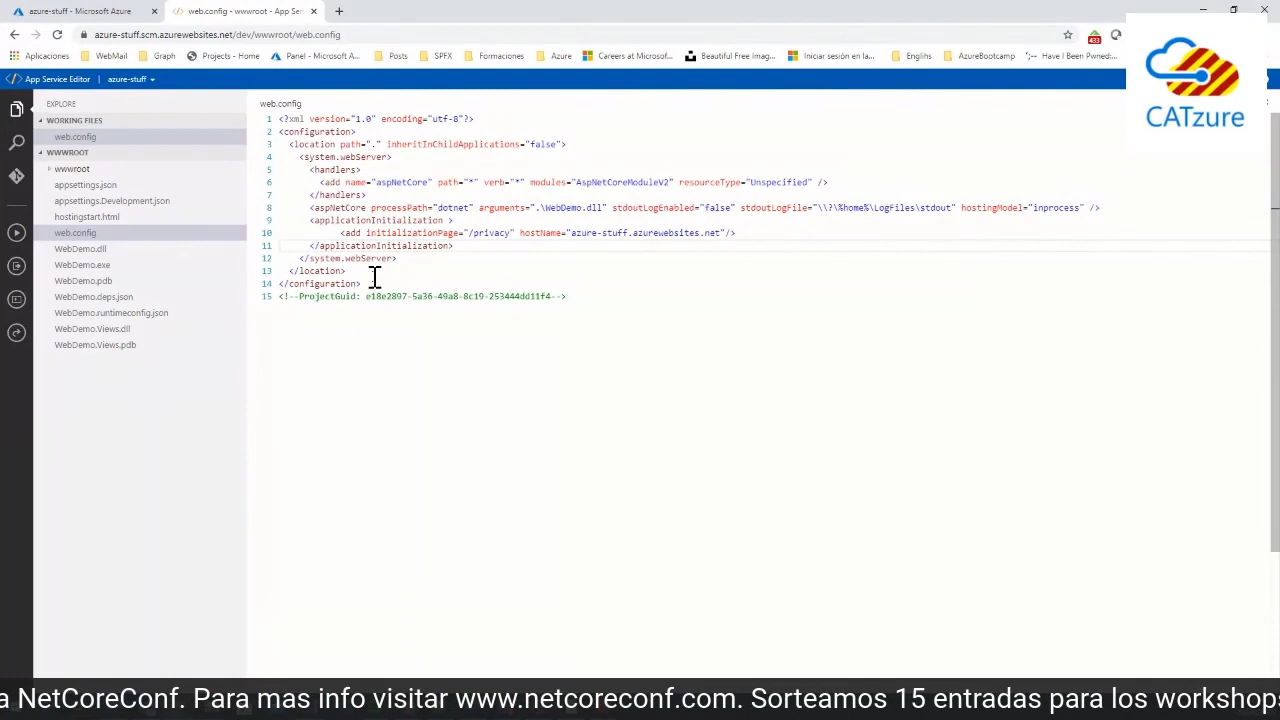 azure-stuff - Microsoft Azure
web.config - wwwroot - App Ser
azure-stuff.scm.azurewebsites.net/dev/wwwroot/web.config
433
Aplicaciones WebMail Graph Projects - Home Panel - Microsoft A... Posts SPFX Formaciones Azure Careers at Microsof... Beautiful Free Imag... Iniciar sesión en la... Englihs AzureBootcamp Have I Been Pwned:...
CATzure
App Service Editor azure-stuff
EXPLORE
WORKING FILES
web.config
WWWROOT
wwwroot
appsettings.json
appsettings.Development.json
hostingstart.html
web.config
WebDemo.dll
WebDemo.exe
WebDemo.pdb
WebDemo.deps.json
WebDemo.runtimeconfig.json
WebDemo.Views.dll
WebDemo.Views.pdb
web.config
1 <?xml version="1.0" encoding="utf-8"?>
2 <configuration>
3 <location path="." inheritInChildApplications="false">
4 <system.webServer>
5 <handlers>
6 <add name="aspNetCore" path="*" verb="*" modules="AspNetCoreModuleV2" resourceType="Unspecified" />
7 </handlers>
8 <aspNetCore processPath="dotnet" arguments=".\WebDemo.dll" stdoutLogEnabled="false" stdoutLogFile="\\?\%home%\LogFiles\stdout" hostingModel="inprocess" />
9 <applicationInitialization >
10 <add initializationPage="/privacy" hostName="azure-stuff.azurewebsites.net"/>
11 </applicationInitialization>
12 </system.webServer>
13 </location>
14 </configuration>
15 <!--ProjectGuid: e18e2897-5a36-49a8-8c19-253444dd11f4-->
a NetCoreConf. Para mas info visitar www.netcoreconf.com. Sorteamos 15 entradas para los workshops